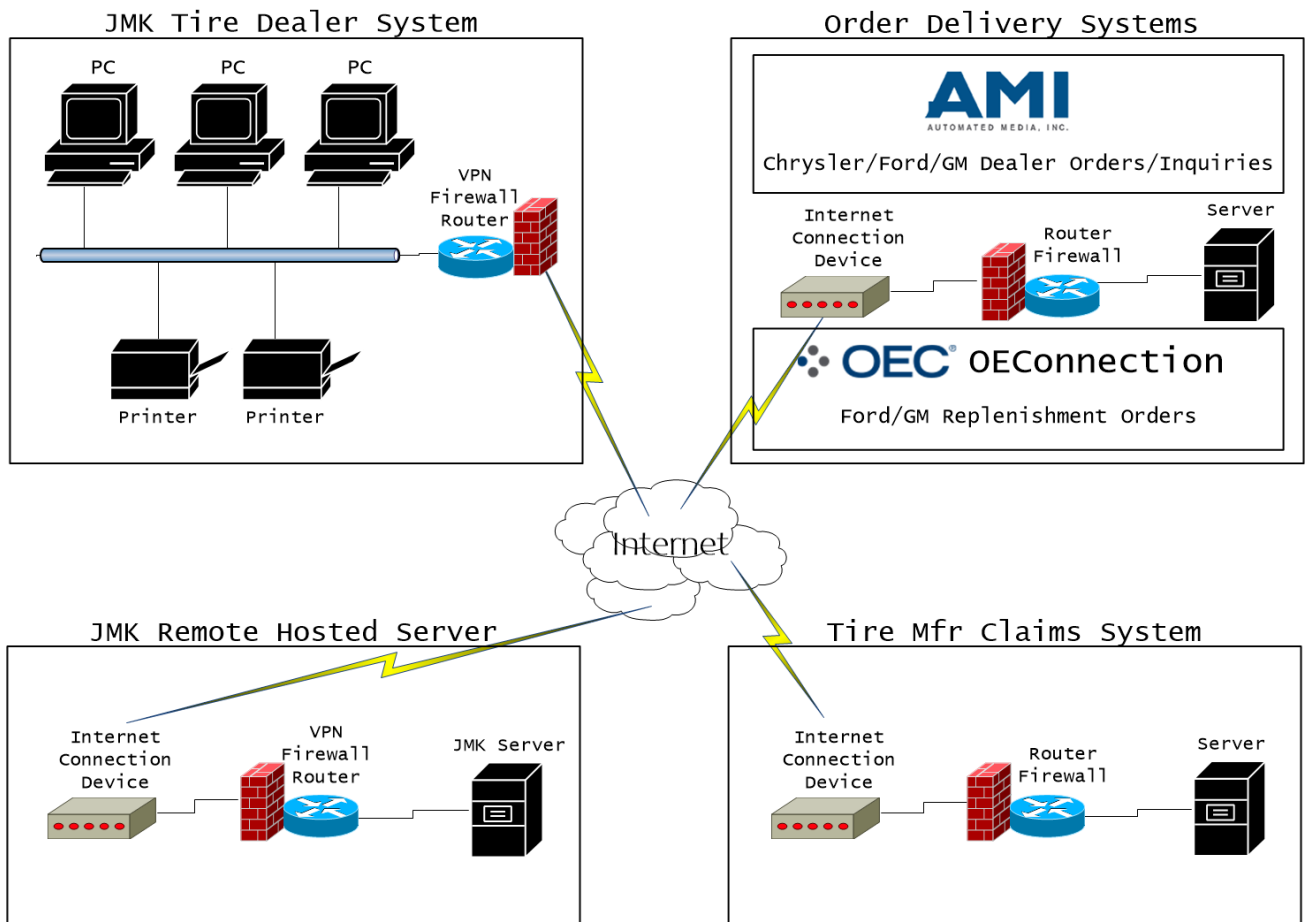 JMK Tire Dealer System
PC
PC
PC
VPN
Firewall
Router
Printer
Printer
Order Delivery Systems
AMI
AUTOMATED MEDIA, INC.
Chrysler/Ford/GM Dealer Orders/Inquiries
Internet
Connection
Device
Router
Firewall
Server
OEC® OEConnection
Ford/GM Replenishment Orders
Internet
JMK Remote Hosted Server
Internet
Connection
Device
VPN
Firewall
Router
JMK Server
Tire Mfr Claims System
Internet
Connection
Device
Router
Firewall
Server